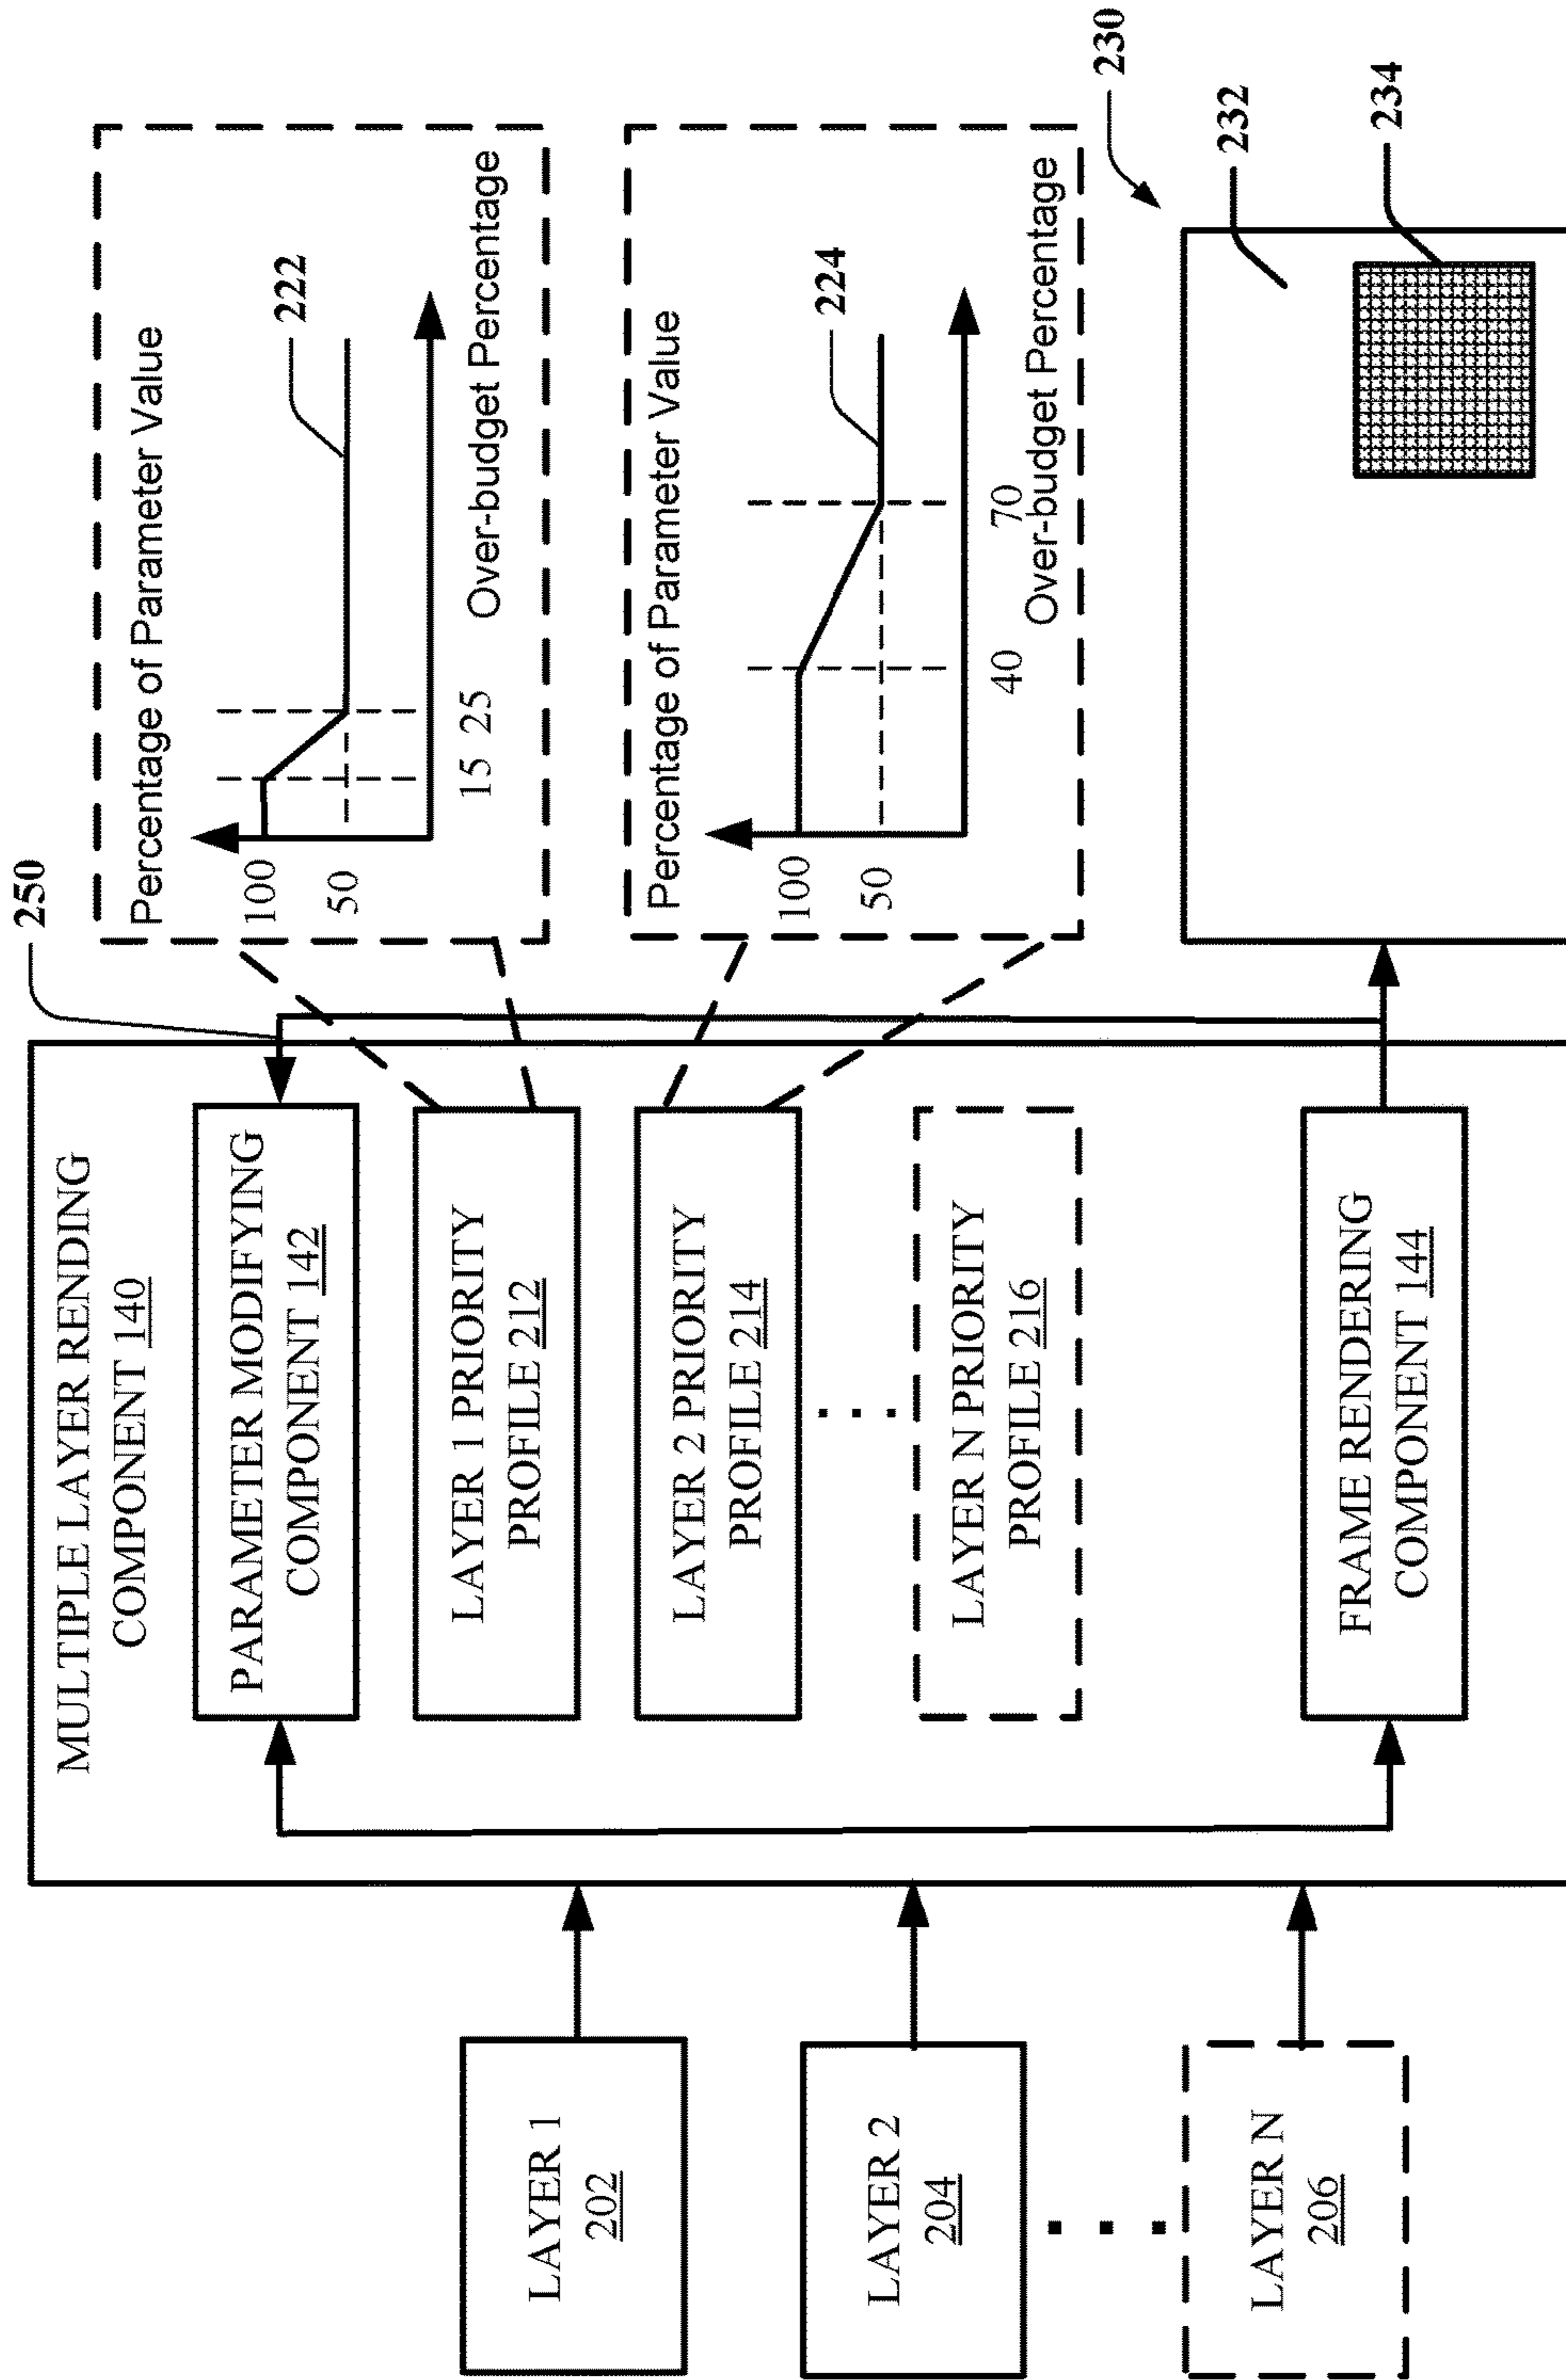 LAYER 1
202
LAYER 2
204
. . .
LAYER N
206
MULTIPLE LAYER RENDING
COMPONENT 140
PARAMETER MODIFYING
COMPONENT 142
LAYER 1 PRIORITY
PROFILE 212
LAYER 2 PRIORITY
PROFILE 214
. . .
LAYER N PRIORITY
PROFILE 216
FRAME RENDERING
COMPONENT 144
250
Percentage of Parameter Value
100
50
222
15 25
Over-budget Percentage
Percentage of Parameter Value
100
50
224
40 70
Over-budget Percentage
230
232
234